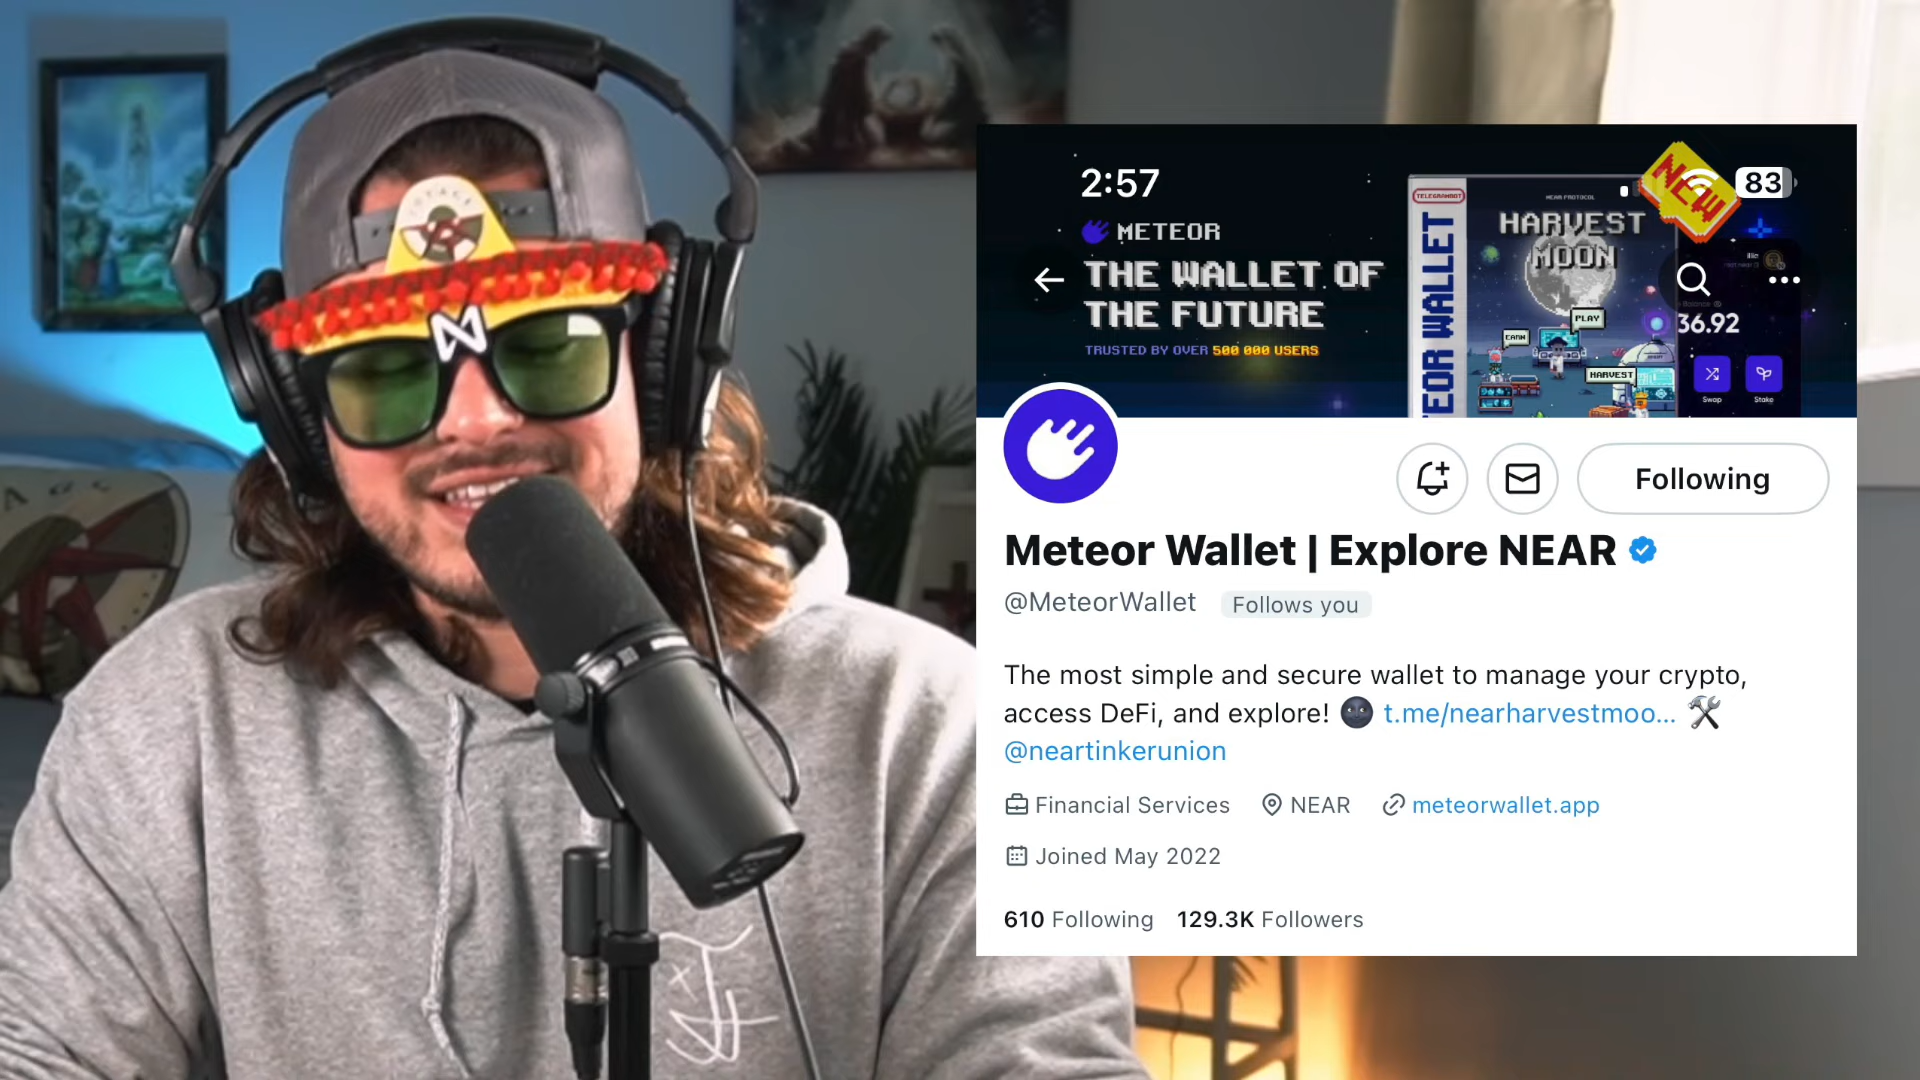 2:57
83
METEOR
THE WALLET OF
THE FUTURE
TRUSTED BY OVER 500 000 USERS
TELEGRAMBOT
NEAR PROTOCOL
HARVEST
MOON
NEW
PLAY
EARN
HARVEST
36.92
Swap
Stake
Following
Meteor Wallet | Explore NEAR
@MeteorWallet Follows you
The most simple and secure wallet to manage your crypto,
access DeFi, and explore! 🌚 t.me/nearharvestmoo... 🛠
@neartinkerunion
Financial Services NEAR meteorwallet.app
Joined May 2022
610 Following 129.3K Followers